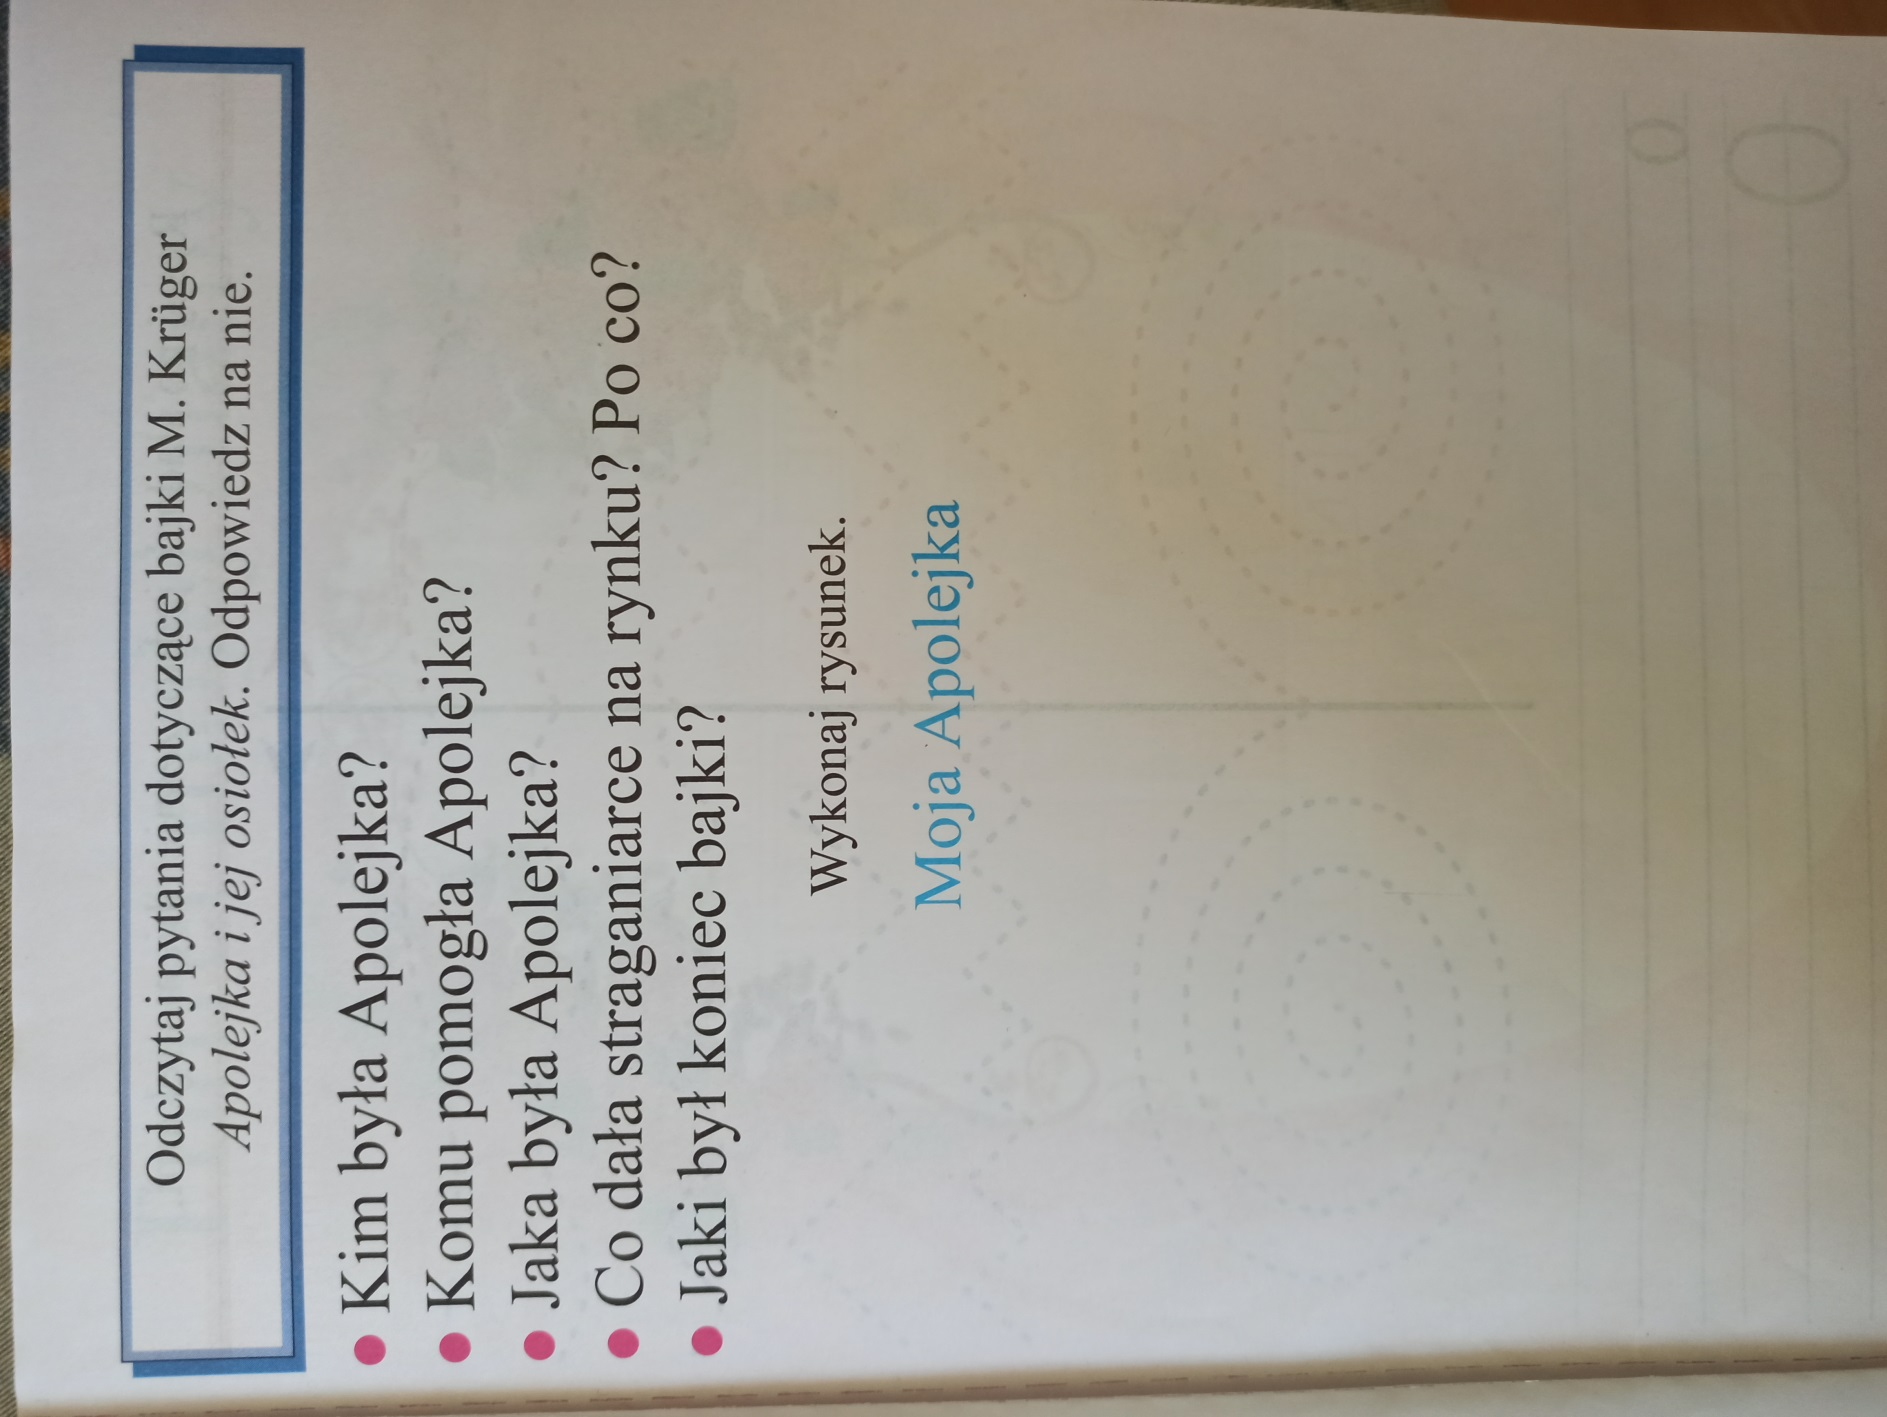 Odczytaj pytania dotyczące bajki M. Krüger
Apolejka i jej osiołek. Odpowiedz na nie.
• Kim była Apolejka?
• Komu pomogła Apolejka?
• Jaka była Apolejka?
• Co dała straganiarce na rynku? Po co?
• Jaki był koniec bajki?
Wykonaj rysunek.
Moja Apolejka